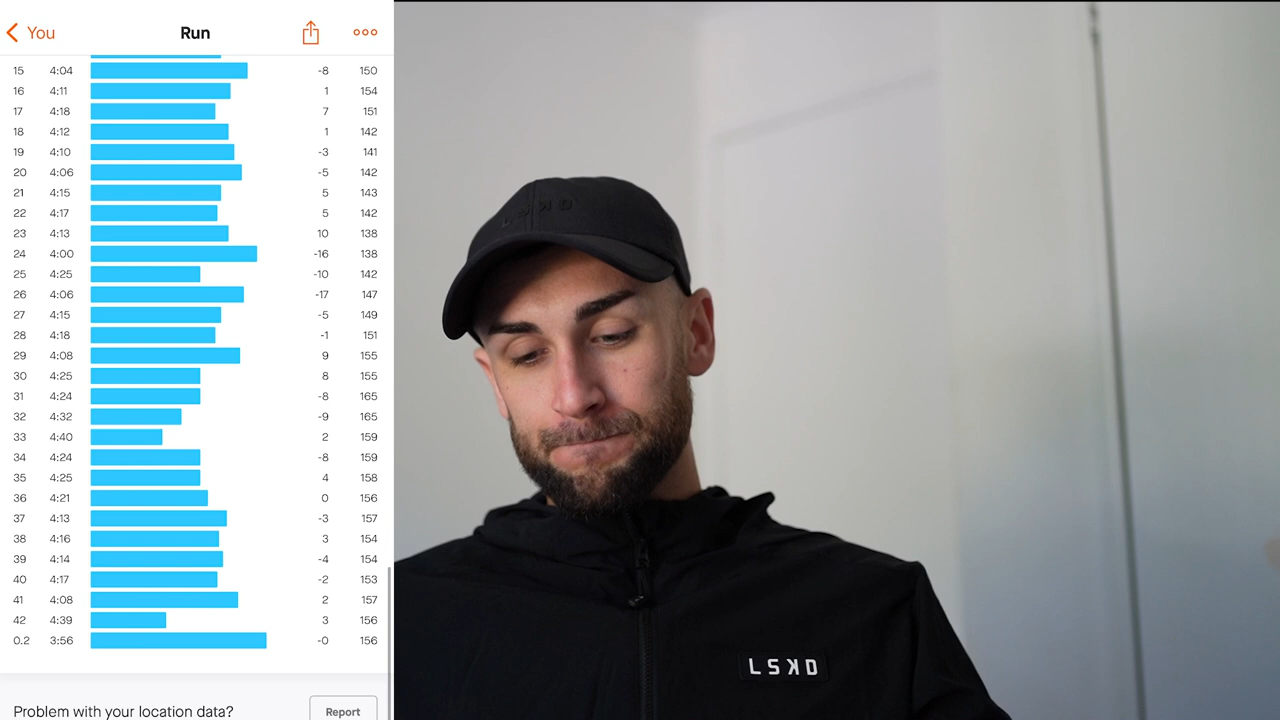 You
Run
15 4:04 -8 150
16 4:11 1 154
17 4:18 7 151
18 4:12 1 142
19 4:10 -3 141
20 4:06 -5 142
21 4:15 5 143
22 4:17 5 142
23 4:13 10 138
24 4:00 -16 138
25 4:25 -10 142
26 4:06 -17 147
27 4:15 -5 149
28 4:18 -1 151
29 4:08 9 155
30 4:25 8 155
31 4:24 -8 165
32 4:32 -9 165
33 4:40 2 159
34 4:24 -8 159
35 4:25 4 158
36 4:21 0 156
37 4:13 -3 157
38 4:16 3 154
39 4:14 -4 154
40 4:17 -2 153
41 4:08 2 157
42 4:39 3 156
0.2 3:56 -0 156
Problem with your location data?
Report
LSKD
LSKD